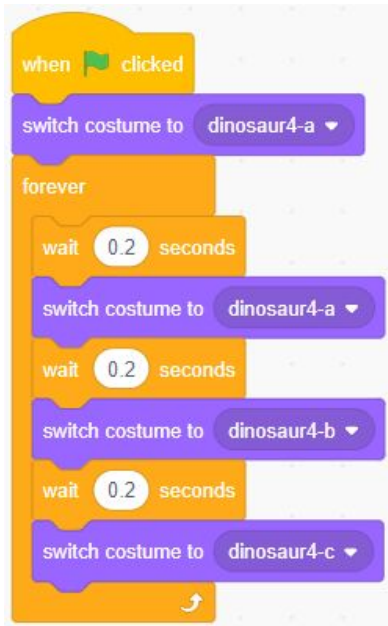 when clicked
switch costume to dinosaur4-a
forever
wait 0.2 seconds
switch costume to dinosaur4-a
wait 0.2 seconds
switch costume to dinosaur4-b
wait 0.2 seconds
switch costume to dinosaur4-c